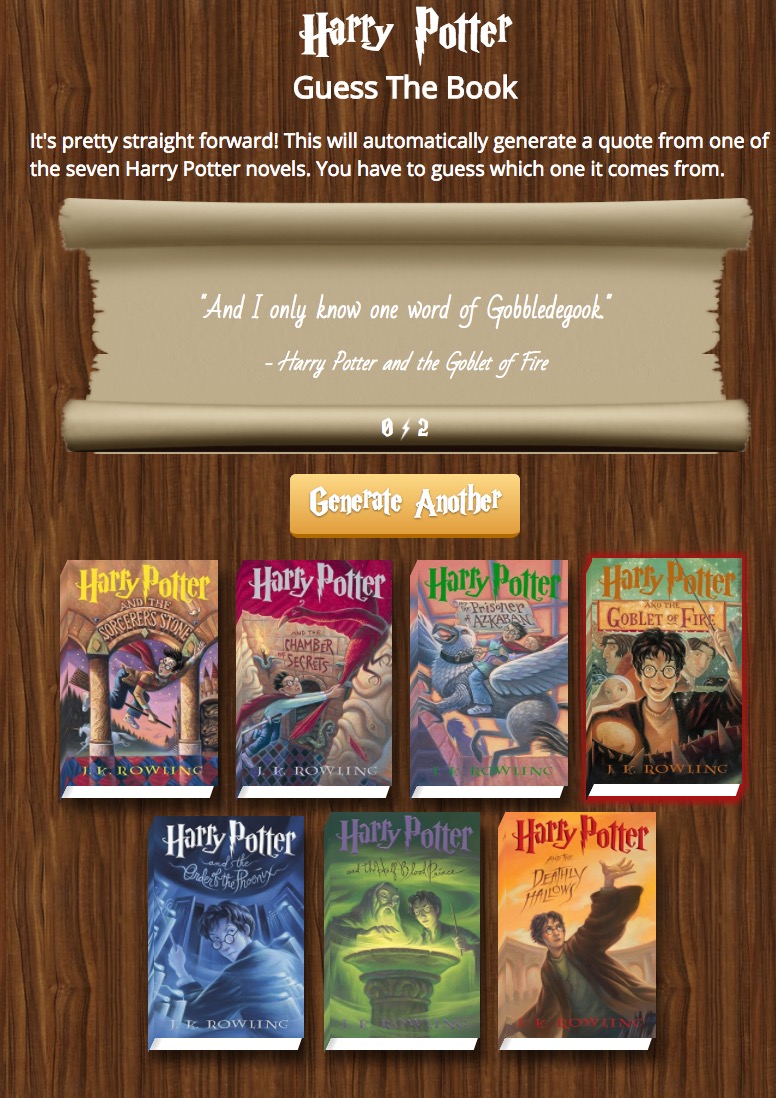 Harry Potter
Guess The Book
It's pretty straight forward! This will automatically generate a quote from one of
the seven Harry Potter novels. You have to guess which one it comes from.
"And I only know one word of Gobbledegook."
- Harry Potter and the Goblet of Fire
0 ⚡ 2
Generate Another
Harry Potter
AND THE
SORCERER'S STONE
J. K. ROWLING
Harry Potter
AND THE
CHAMBER
OF SECRETS
J. K. ROWLING
Harry Potter
and the Prisoner
of AZKABAN
J. K. ROWLING
Harry Potter
AND THE
GOBLET OF FIRE
J. K. ROWLING
Harry Potter
and the
Order of the Phoenix
J. K. ROWLING
Harry Potter
and the Half-Blood Prince
J. K. ROWLING
Harry Potter
AND THE
DEATHLY
HALLOWS
J. K. ROWLING